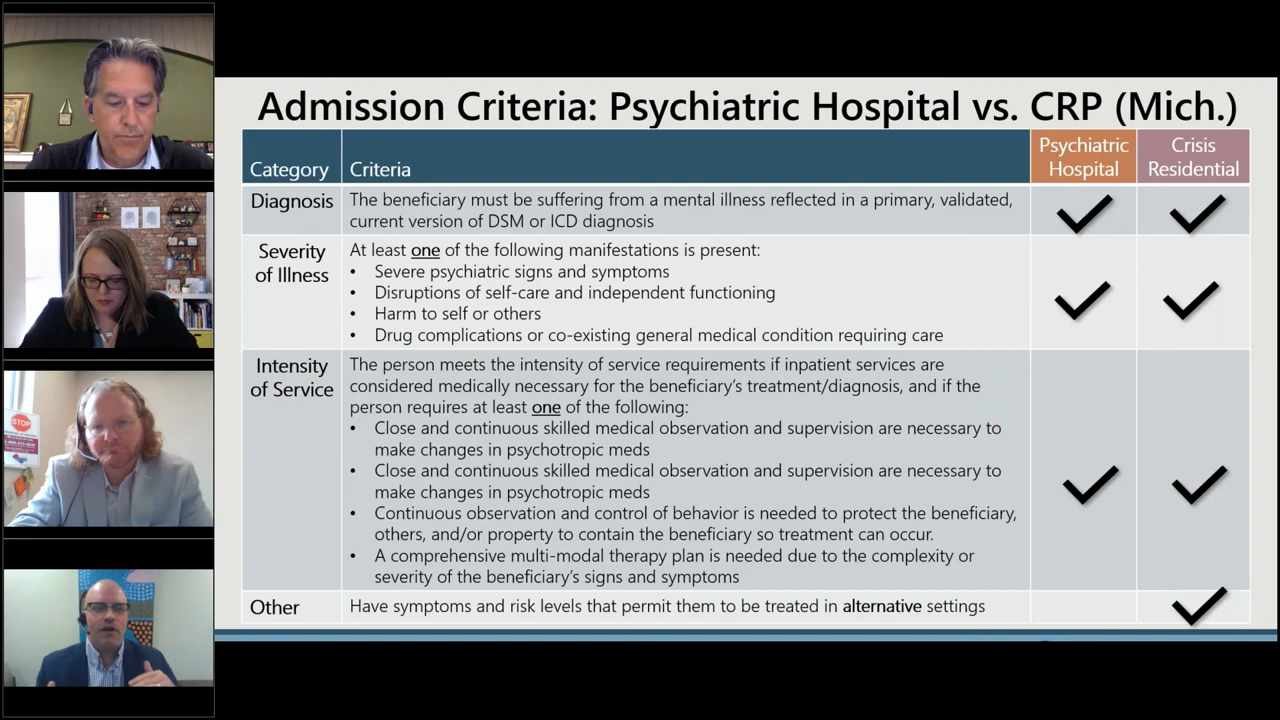 Admission Criteria: Psychiatric Hospital vs. CRP (Mich.)
Category
Criteria
Psychiatric
Hospital
Crisis
Residential
Diagnosis
The beneficiary must be suffering from a mental illness reflected in a primary, validated,
current version of DSM or ICD diagnosis
Severity
of Illness
At least one of the following manifestations is present:
• Severe psychiatric signs and symptoms
• Disruptions of self-care and independent functioning
• Harm to self or others
• Drug complications or co-existing general medical condition requiring care
Intensity
of Service
The person meets the intensity of service requirements if inpatient services are
considered medically necessary for the beneficiary's treatment/diagnosis, and if the
person requires at least one of the following:
• Close and continuous skilled medical observation and supervision are necessary to
make changes in psychotropic meds
• Close and continuous skilled medical observation and supervision are necessary to
make changes in psychotropic meds
• Continuous observation and control of behavior is needed to protect the beneficiary,
others, and/or property to contain the beneficiary so treatment can occur.
• A comprehensive multi-modal therapy plan is needed due to the complexity or
severity of the beneficiary's signs and symptoms
Other
Have symptoms and risk levels that permit them to be treated in alternative settings
STOP